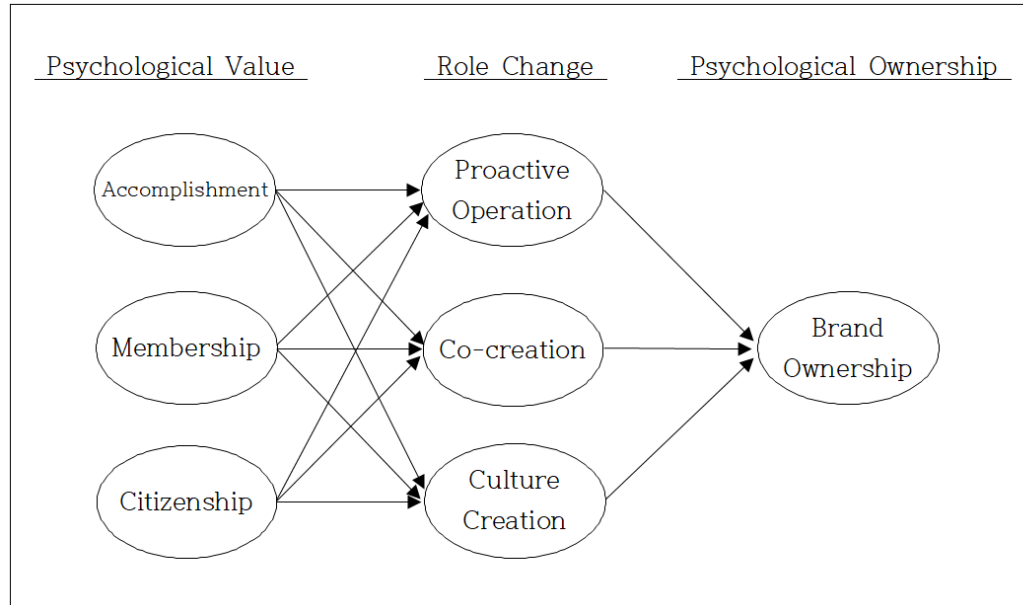 Psychological Value
Role Change
Psychological Ownership
Accomplishment
Proactive
Operation
Membership
Co-creation
Brand
Ownership
Citizenship
Culture
Creation